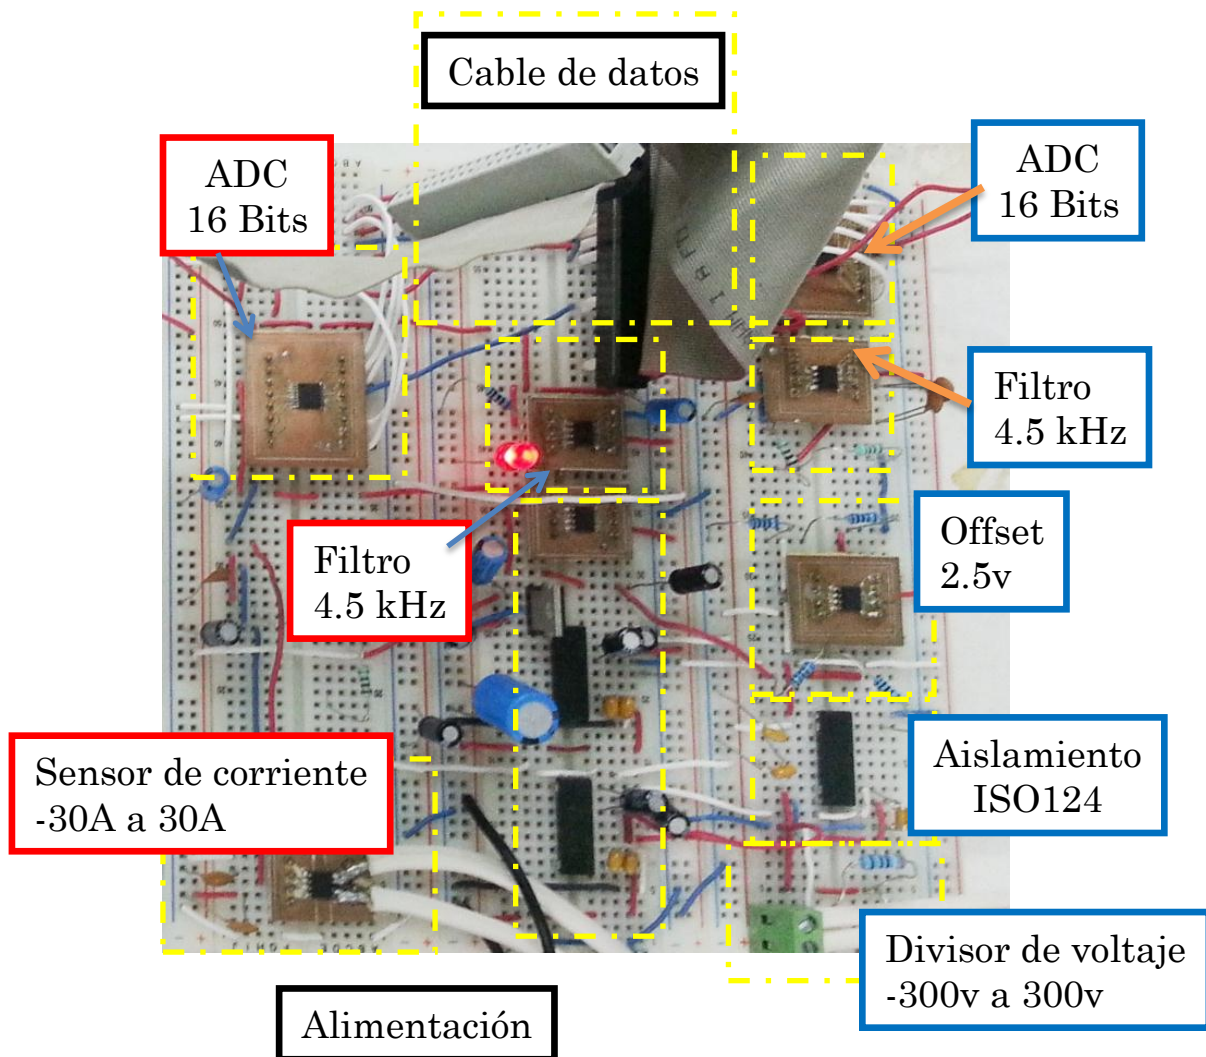 Cable de datos
ADC
16 Bits
ADC
16 Bits
Filtro
4.5 kHz
Filtro
4.5 kHz
Offset
2.5v
Sensor de corriente
-30A a 30A
Aislamiento
ISO124
Divisor de voltaje
-300v a 300v
Alimentación